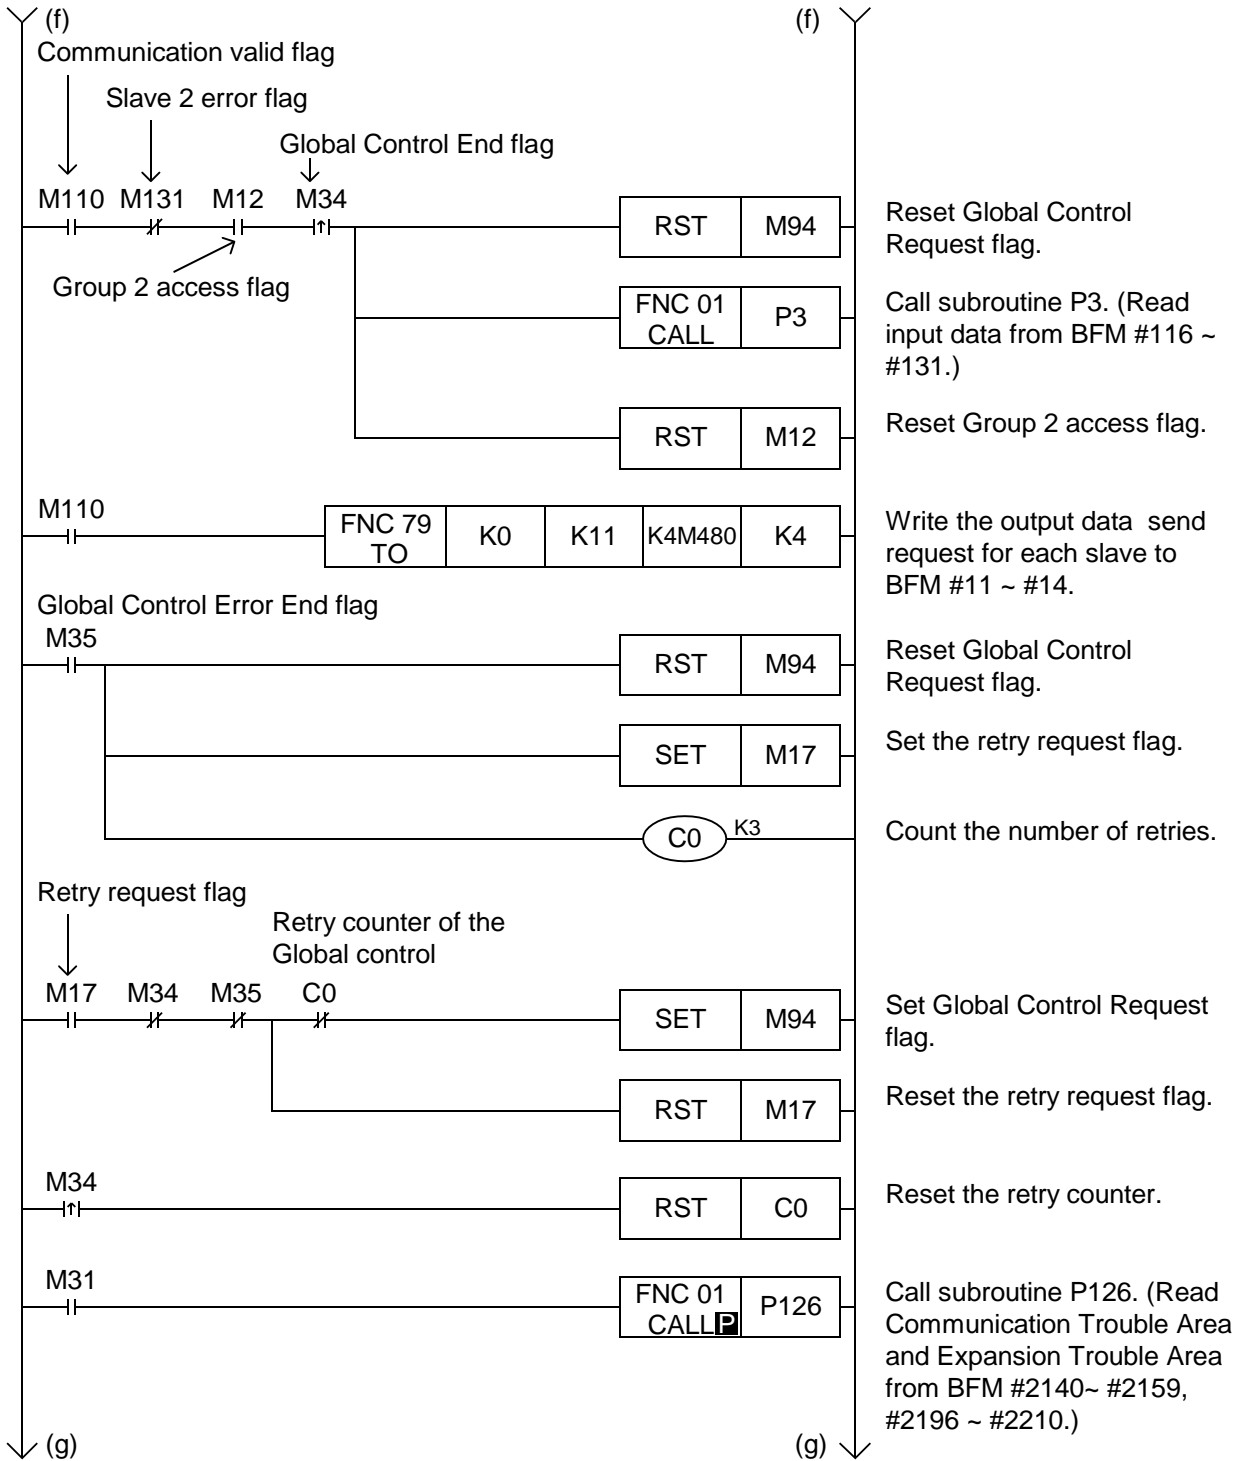 (f) (f)
Communication valid flag
Slave 2 error flag
Global Control End flag
M110 M131 M12 M34
RST M94
Reset Global Control
Request flag.
Group 2 access flag
FNC 01
CALL
P3
Call subroutine P3. (Read
input data from BFM #116 ~
#131.)
RST M12
Reset Group 2 access flag.
M110
FNC 79
TO
K0 K11 K4M480 K4
Write the output data send
request for each slave to
BFM #11 ~ #14.
Global Control Error End flag
M35
RST M94
Reset Global Control
Request flag.
SET M17
Set the retry request flag.
C0 K3
Count the number of retries.
Retry request flag
Retry counter of the
Global control
M17 M34 M35 C0
SET M94
Set Global Control Request
flag.
RST M17
Reset the retry request flag.
M34
RST C0
Reset the retry counter.
M31
FNC 01
CALLP
P126
Call subroutine P126. (Read
Communication Trouble Area
and Expansion Trouble Area
from BFM #2140~ #2159,
#2196 ~ #2210.)
(g) (g)